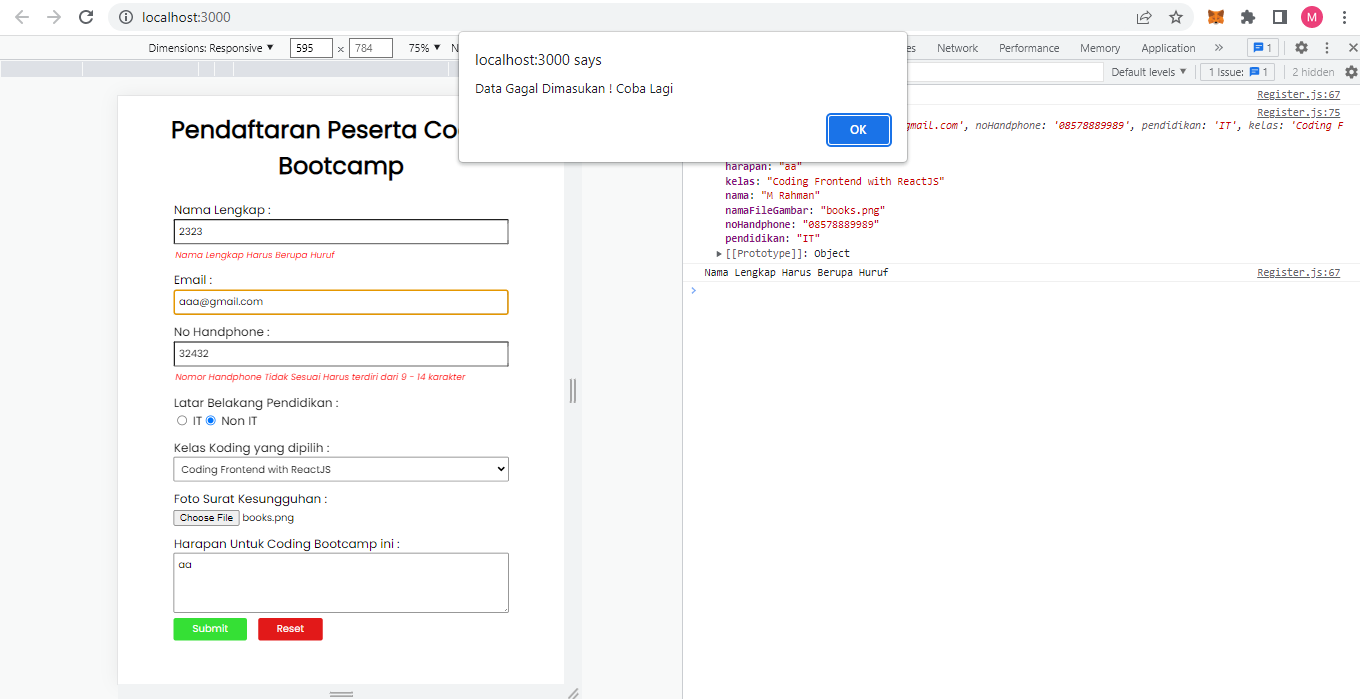 localhost:3000
M
Dimensions: Responsive ▼ 595 × 784 75% ▼ N
Network Performance Memory Application » 1
localhost:3000 says
Data Gagal Dimasukan ! Coba Lagi
OK
Default levels ▼ 1 Issue: 1 2 hidden
Register.js:67
Register.js:75
gmail.com', noHandphone: '08578889989', pendidikan: 'IT', kelas: 'Coding F
harapan: "aa"
kelas: "Coding Frontend with ReactJS"
nama: "M Rahman"
namaFileGambar: "books.png"
noHandphone: "08578889989"
pendidikan: "IT"
[[Prototype]]: Object
Nama Lengkap Harus Berupa Huruf Register.js:67
Pendaftaran Peserta Co
Bootcamp
Nama Lengkap :
2323
Nama Lengkap Harus Berupa Huruf
Email :
aaa@gmail.com
No Handphone :
32432
Nomor Handphone Tidak Sesuai Harus terdiri dari 9 - 14 karakter
Latar Belakang Pendidikan :
IT Non IT
Kelas Koding yang dipilih :
Coding Frontend with ReactJS
Foto Surat Kesungguhan :
Choose File books.png
Harapan Untuk Coding Bootcamp ini :
aa
Submit Reset